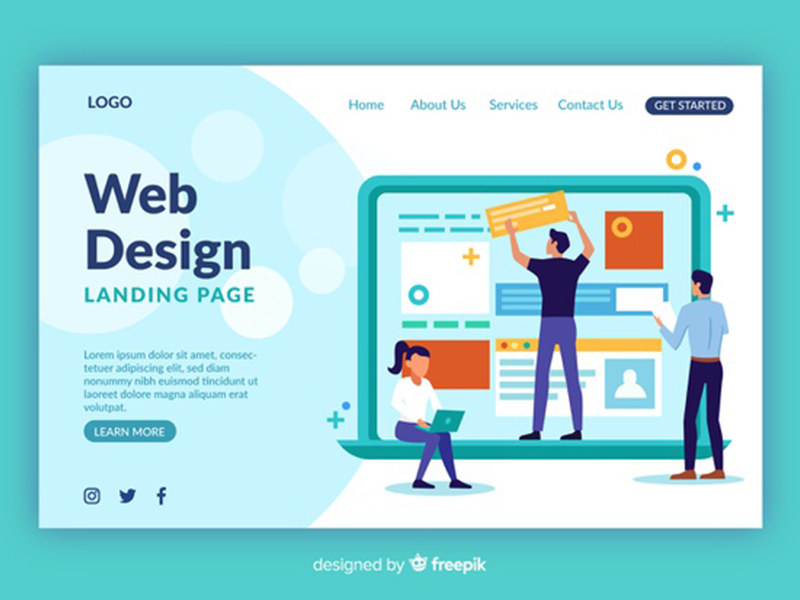 LOGO
Home About Us Services Contact Us GET STARTED
Web
Design
LANDING PAGE
Lorem ipsum dolor sit amet, consec-
tetuer adipiscing elit, sed diam
nonummy nibh euismod tincidunt ut
laoreet dolore magna aliquam erat
volutpat.
LEARN MORE
designed by freepik